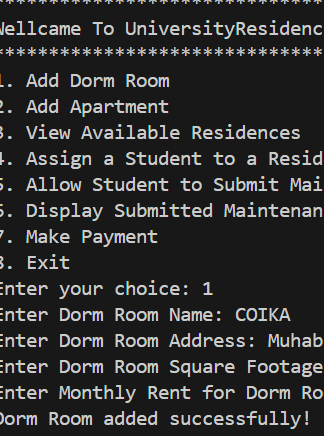 ******************************
Wellcame To UniversityResidenc
******************************
1. Add Dorm Room
2. Add Apartment
3. View Available Residences
4. Assign a Student to a Resid
5. Allow Student to Submit Mai
6. Display Submitted Maintenan
7. Make Payment
8. Exit
Enter your choice: 1
Enter Dorm Room Name: COIKA
Enter Dorm Room Address: Muhab
Enter Dorm Room Square Footage
Enter Monthly Rent for Dorm Ro
Dorm Room added successfully!